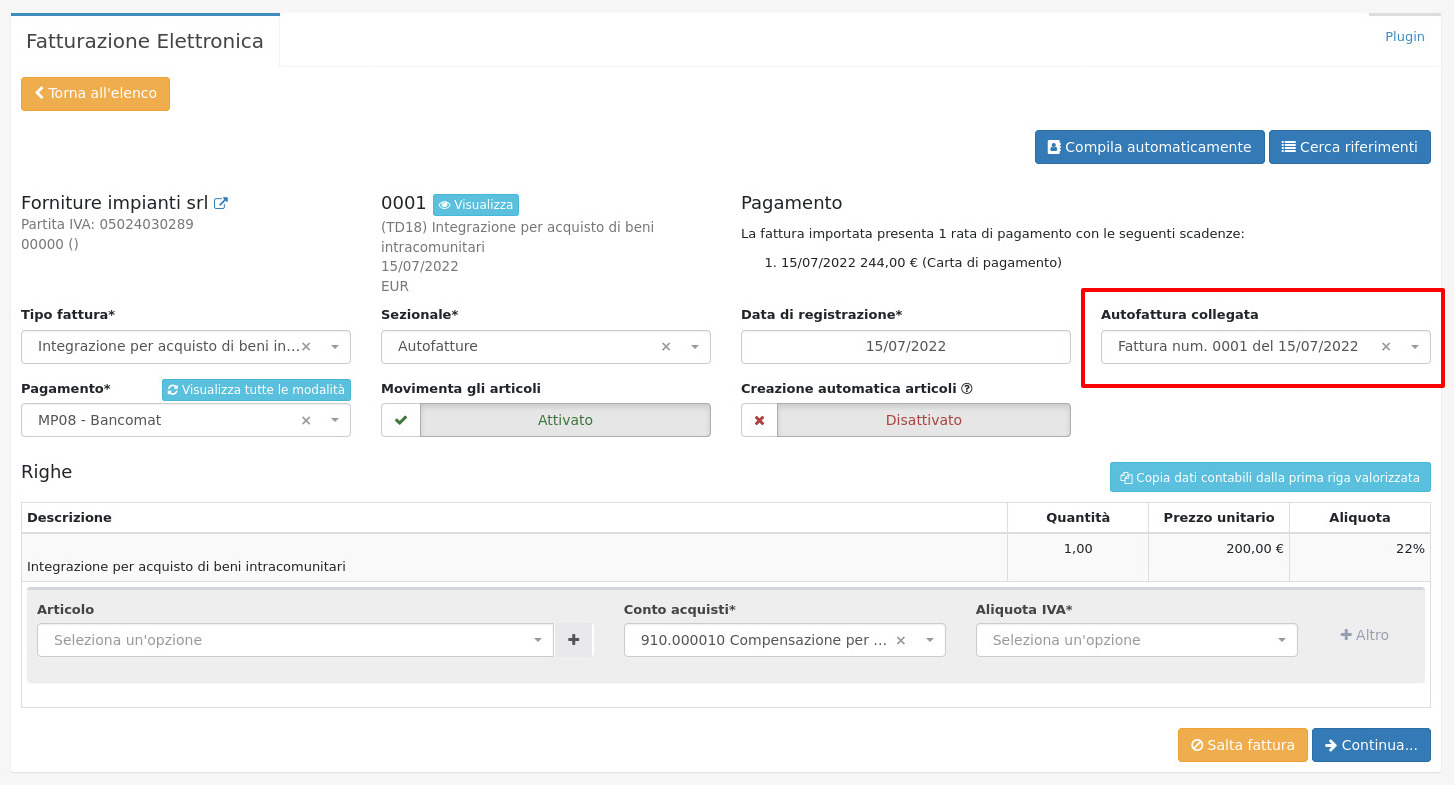 Fatturazione Elettronica
Plugin
Torna all'elenco
Compila automaticamente
Cerca riferimenti
Forniture impianti srl
Partita IVA: 05024030289
00000 ()
0001 Visualizza
(TD18) Integrazione per acquisto di beni
intracomunitari
15/07/2022
EUR
Pagamento
La fattura importata presenta 1 rata di pagamento con le seguenti scadenze:
1. 15/07/2022 244,00 € (Carta di pagamento)
Tipo fattura*
Integrazione per acquisto di beni in...×
Sezionale*
Autofatture ×
Data di registrazione*
15/07/2022
Autofattura collegata
Fattura num. 0001 del 15/07/2022 ×
Pagamento* Visualizza tutte le modalità
MP08 - Bancomat ×
Movimenta gli articoli
Attivato
Creazione automatica articoli
Disattivato
Righe
Copia dati contabili dalla prima riga valorizzata
Descrizione Quantità Prezzo unitario Aliquota
1,00 200,00 € 22%
Integrazione per acquisto di beni intracomunitari
Articolo
Seleziona un'opzione
Conto acquisti*
910.000010 Compensazione per ... ×
Aliquota IVA*
Seleziona un'opzione
Altro
Salta fattura
Continua...